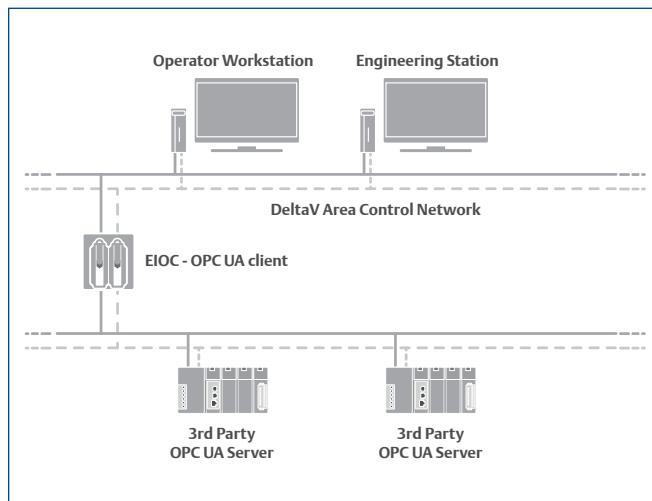 Operator Workstation
Engineering Station
DeltaV Area Control Network
EIOC - OPC UA client
3rd Party
OPC UA Server
3rd Party
OPC UA Server